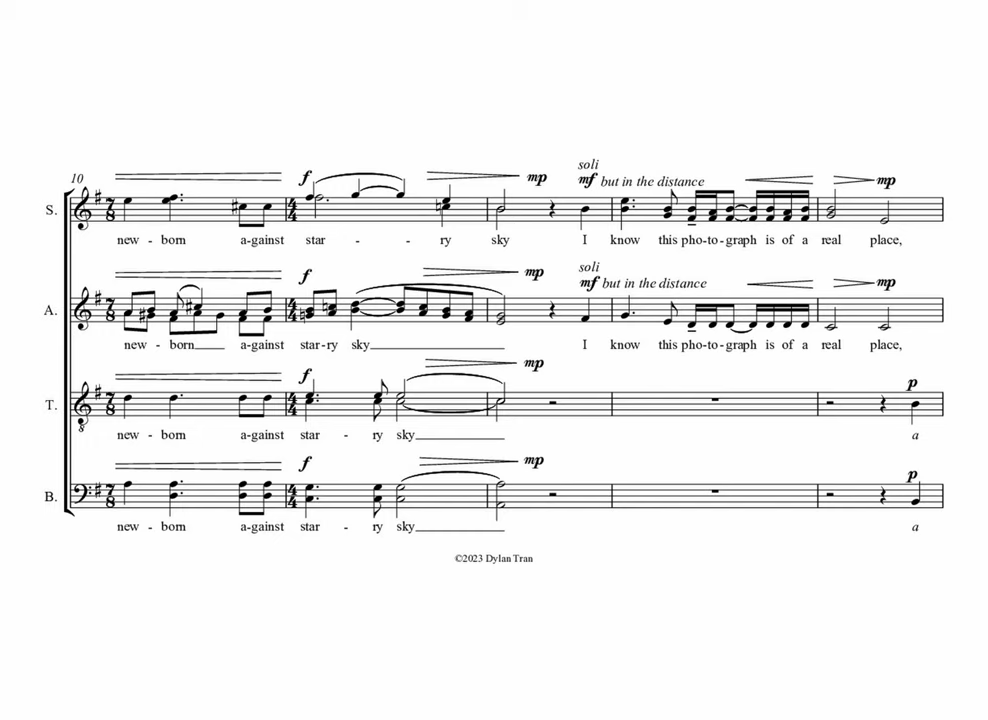 soli
10 f mp mf but in the distance mp
S.
new - born a-gainst star - - ry sky I know this pho-to-graph is of a real place,
soli
f mp mf but in the distance mp
A.
new - born a-gainst star-ry sky I know this pho-to-graph is of a real place,
f mp p
T.
8
new - born a-gainst star - ry sky a
f mp p
B.
new - born a-gainst star - ry sky a
©2023 Dylan Tran